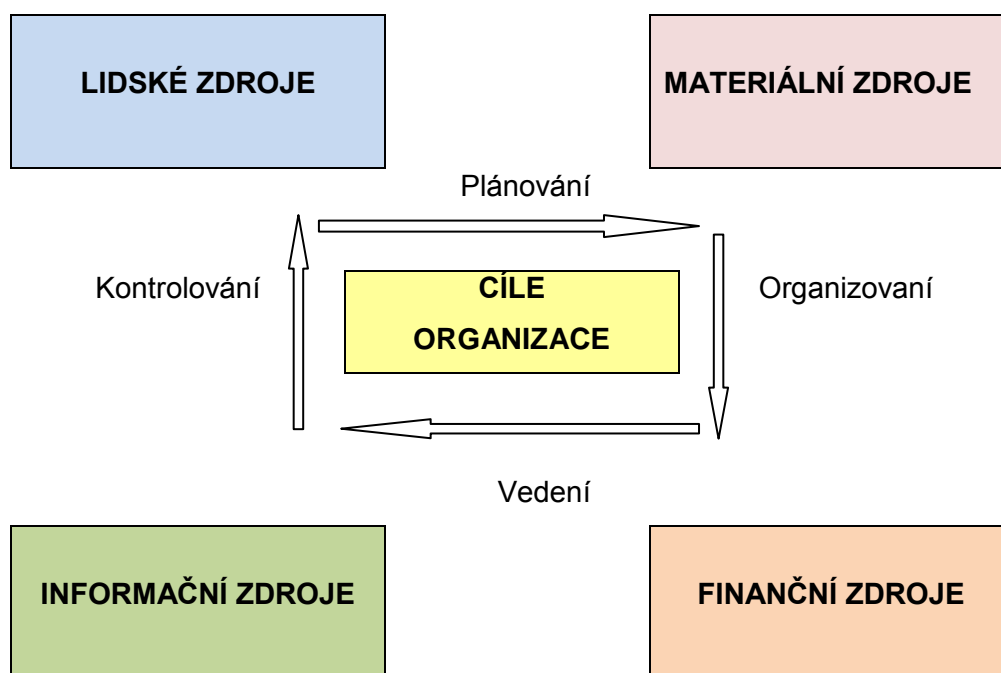 LIDSKÉ ZDROJE
MATERIÁLNÍ ZDROJE
Plánování
Kontrolování
CÍLE
ORGANIZACE
Organizovaní
Vedení
INFORMAČNÍ ZDROJE
FINANČNÍ ZDROJE